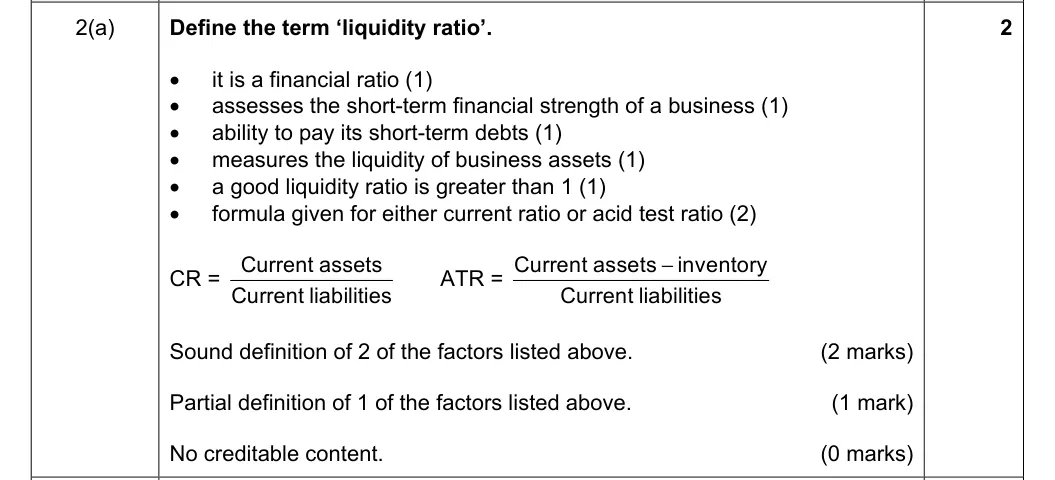 2(a) Define the term ‘liquidity ratio’. 2
• it is a financial ratio (1)
• assesses the short-term financial strength of a business (1)
• ability to pay its short-term debts (1)
• measures the liquidity of business assets (1)
• a good liquidity ratio is greater than 1 (1)
• formula given for either current ratio or acid test ratio (2)
Current assets Current assets – inventory
CR = ATR =
Current liabilities Current liabilities
Sound definition of 2 of the factors listed above. (2 marks)
Partial definition of 1 of the factors listed above. (1 mark)
No creditable content. (0 marks)